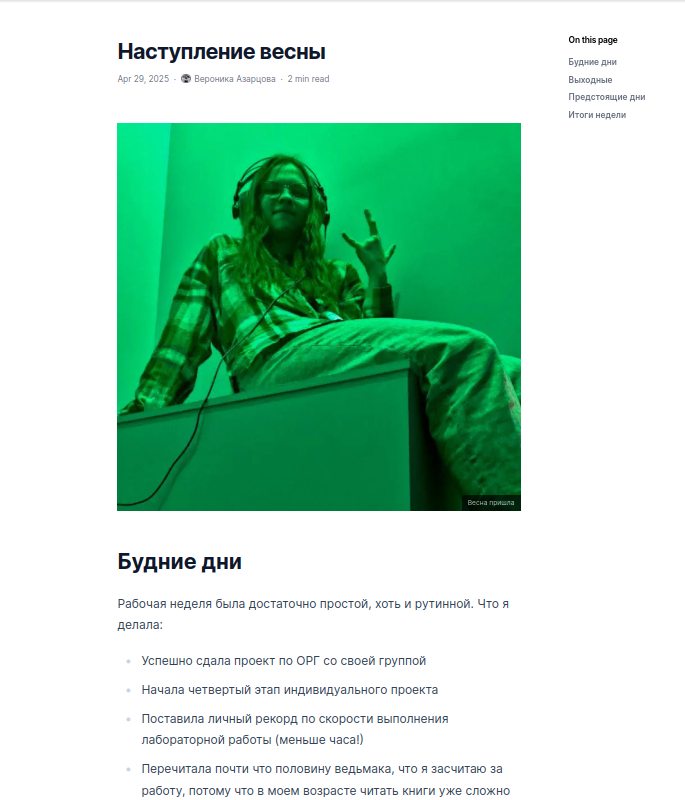 Наступление весны
Apr 29, 2025 · Вероника Азарцова · 2 min read
On this page
Будние дни
Выходные
Предстоящие дни
Итоги недели
Весна пришла
Будние дни
Рабочая неделя была достаточно простой, хоть и рутинной. Что я
делала:
Успешно сдала проект по ОРГ со своей группой
Начала четвертый этап индивидуального проекта
Поставила личный рекорд по скорости выполнения
лабораторной работы (меньше часа!)
Перечитала почти что половину ведьмака, что я засчитаю за
работу, потому что в моем возрасте читать книги уже сложно